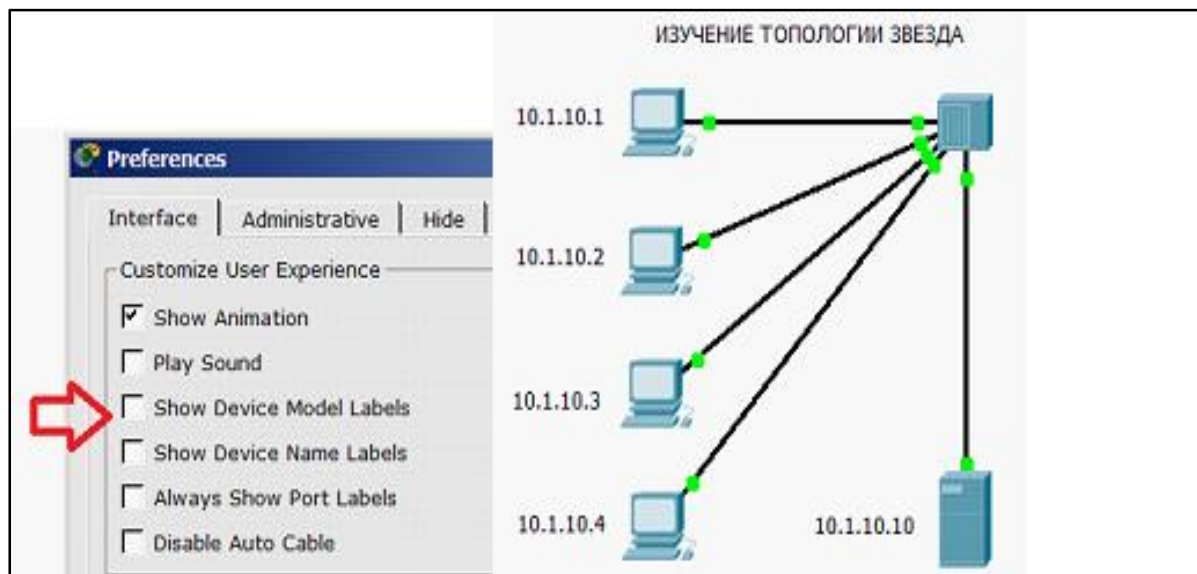 ИЗУЧЕНИЕ ТОПОЛОГИИ ЗВЕЗДА
Preferences
Interface
Administrative
Hide
Customize User Experience
Show Animation
Play Sound
Show Device Model Labels
Show Device Name Labels
Always Show Port Labels
Disable Auto Cable
10.1.10.1
10.1.10.2
10.1.10.3
10.1.10.4
10.1.10.10